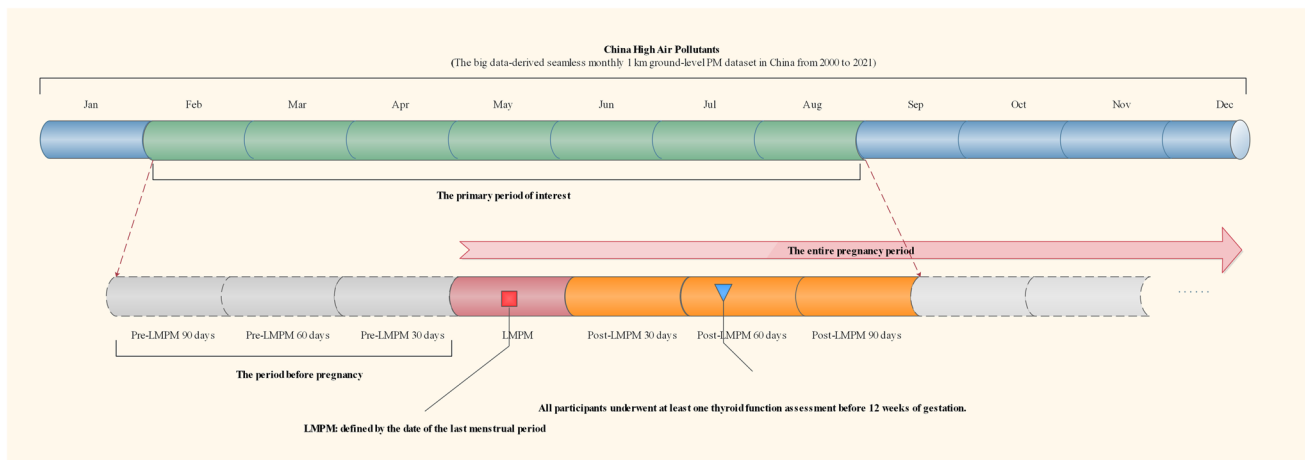 China High Air Pollutants
(The big data-derived seamless monthly 1 km ground-level PM dataset in China from 2000 to 2021)
Jan Feb Mar Apr May Jun Jul Aug Sep Oct Nov Dec
The primary period of interest
The entire pregnancy period
......
Pre-LMPM 90 days Pre-LMPM 60 days Pre-LMPM 30 days LMPM Post-LMPM 30 days Post-LMPM 60 days Post-LMPM 90 days
The period before pregnancy
All participants underwent at least one thyroid function assessment before 12 weeks of gestation.
LMPM: defined by the date of the last menstrual period